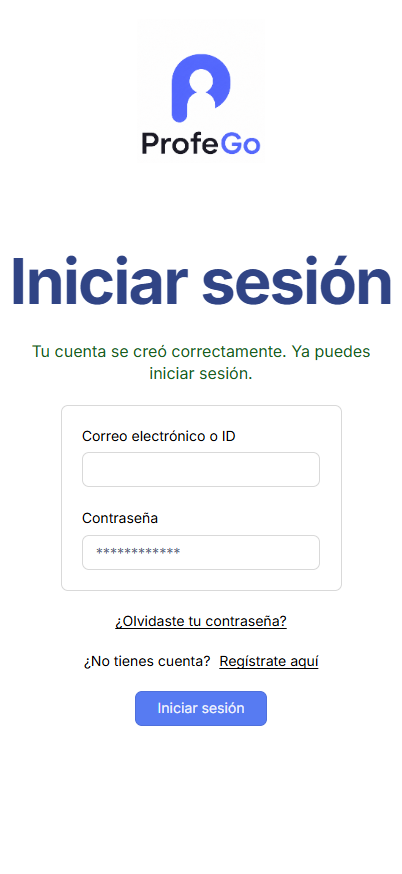 ProfeGo
Iniciar sesión
Tu cuenta se creó correctamente. Ya puedes
iniciar sesión.
Correo electrónico o ID
Contraseña
************
¿Olvidaste tu contraseña?
¿No tienes cuenta? Regístrate aquí
Iniciar sesión